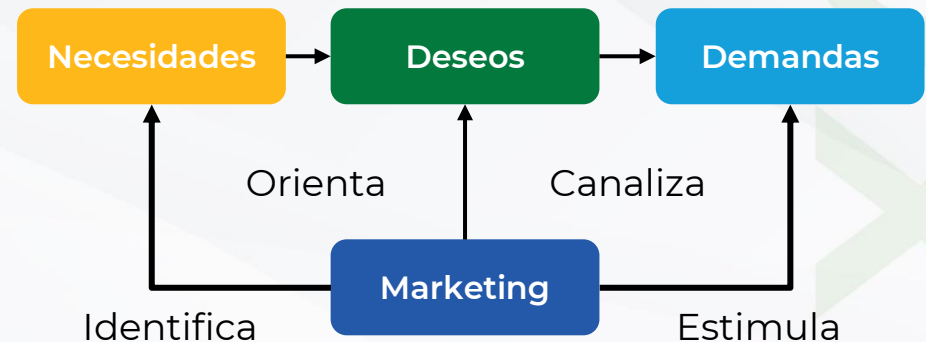 Necesidades
Deseos
Demandas
Orienta
Canaliza
Marketing
Identifica
Estimula